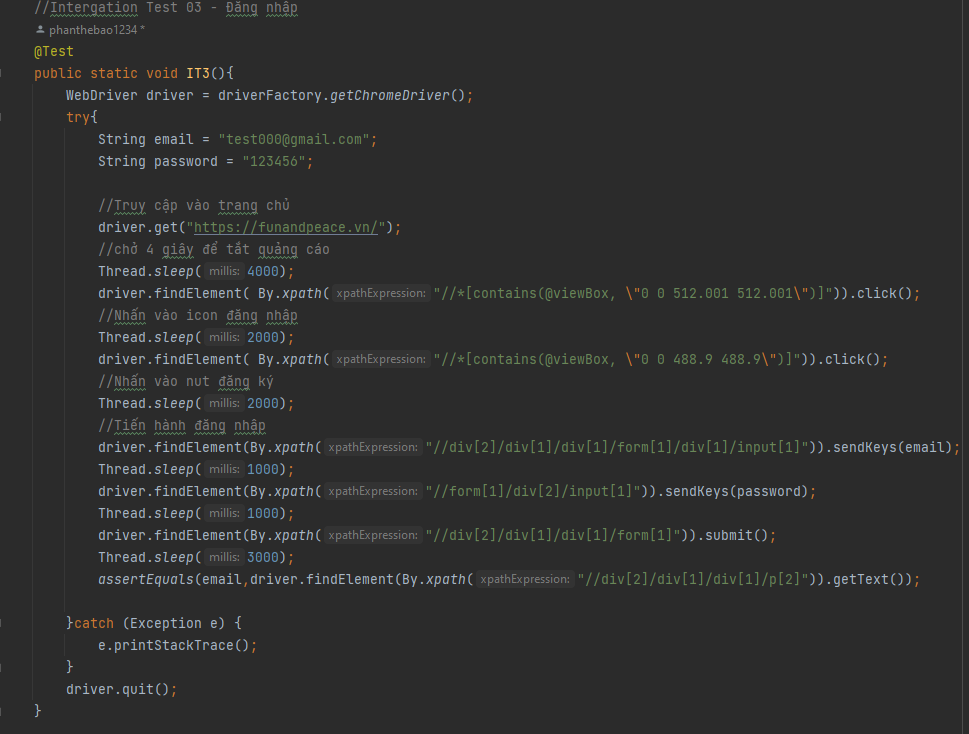 //Intergation Test 03 - Đăng nhập
phanthebao1234 *
@Test
public static void IT3(){
WebDriver driver = driverFactory.getChromeDriver();
try{
String email = "test000@gmail.com";
String password = "123456";
//Truy cập vào trang chủ
driver.get("https://funandpeace.vn/");
//chở 4 giây để tắt quảng cáo
Thread.sleep( millis: 4000);
driver.findElement( By.xpath( xpathExpression: "//*[contains(@viewBox, \"0 0 512.001 512.001\")]")).click();
//Nhấn vào icon đăng nhập
Thread.sleep( millis: 2000);
driver.findElement( By.xpath( xpathExpression: "//*[contains(@viewBox, \"0 0 488.9 488.9\")]")).click();
//Nhấn vào nut đăng ký
Thread.sleep( millis: 2000);
//Tiến hành đăng nhập
driver.findElement(By.xpath( xpathExpression: "//div[2]/div[1]/div[1]/form[1]/div[1]/input[1]")).sendKeys(email);
Thread.sleep( millis: 1000);
driver.findElement(By.xpath( xpathExpression: "//form[1]/div[2]/input[1]")).sendKeys(password);
Thread.sleep( millis: 1000);
driver.findElement(By.xpath( xpathExpression: "//div[2]/div[1]/div[1]/form[1]")).submit();
Thread.sleep( millis: 3000);
assertEquals(email,driver.findElement(By.xpath( xpathExpression: "//div[2]/div[1]/div[1]/p[2]")).getText());
}catch (Exception e) {
e.printStackTrace();
}
driver.quit();
}